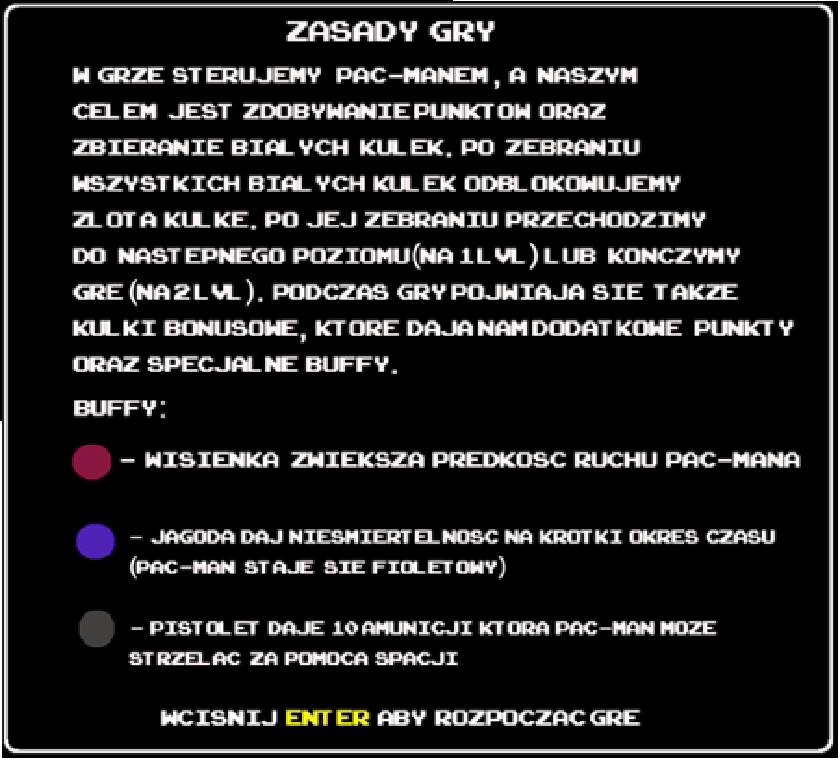 ZASADY GRY
W GRZE STERUJEMY PAC-MANEM, A NASZYM
CELEM JEST ZDOBYWANIE PUNKTOW ORAZ
ZBIERANIE BIALYCH KULEK. PO ZEBRANIU
WSZYSTKICH BIALYCH KULEK ODBLOKOWUJEMY
ZLOTA KULKE. PO JEJ ZEBRANIU PRZECHODZIMY
DO NASTEPNEGO POZIOMU(NA 1LVL) LUB KONCZYMY
GRE (NA 2LVL). PODCZAS GRY POJWIAJA SIE TAKZE
KULKI BONUSOWE, KTORE DAJA NAM DODATKOWE PUNKTY
ORAZ SPECJALNE BUFFY.
BUFFY:
- WISIENKA ZWIEKSZA PREDKOSC RUCHU PAC-MANA
- JAGODA DAJ NIESMIERTELNOSC NA KROTKI OKRES CZASU
(PAC-MAN STAJE SIE FIOLETOWY)
- PISTOLET DAJE 10 AMUNICJI KTORA PAC-MAN MOZE
STRZELAC ZA POMOCA SPACJI
WCISNIJ ENTER ABY ROZPOCZAC GRE